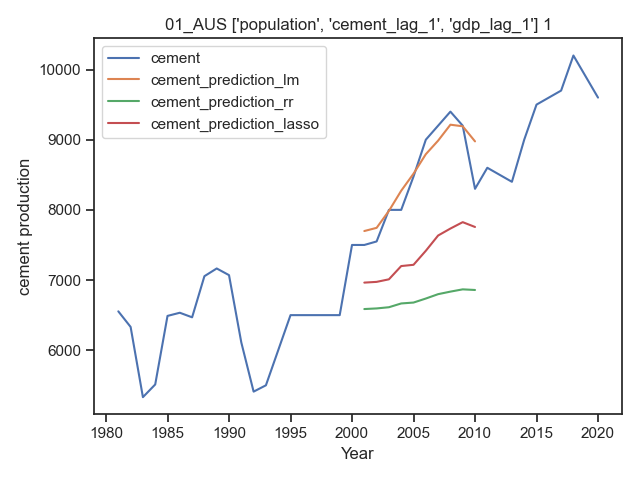 01_AUS ['population', 'cement_lag_1', 'gdp_lag_1'] 1
cement
cement_prediction_lm
cement_prediction_rr
cement_prediction_lasso
10000
9000
8000
7000
6000
cement production
1980 1985 1990 1995 2000 2005 2010 2015 2020
Year